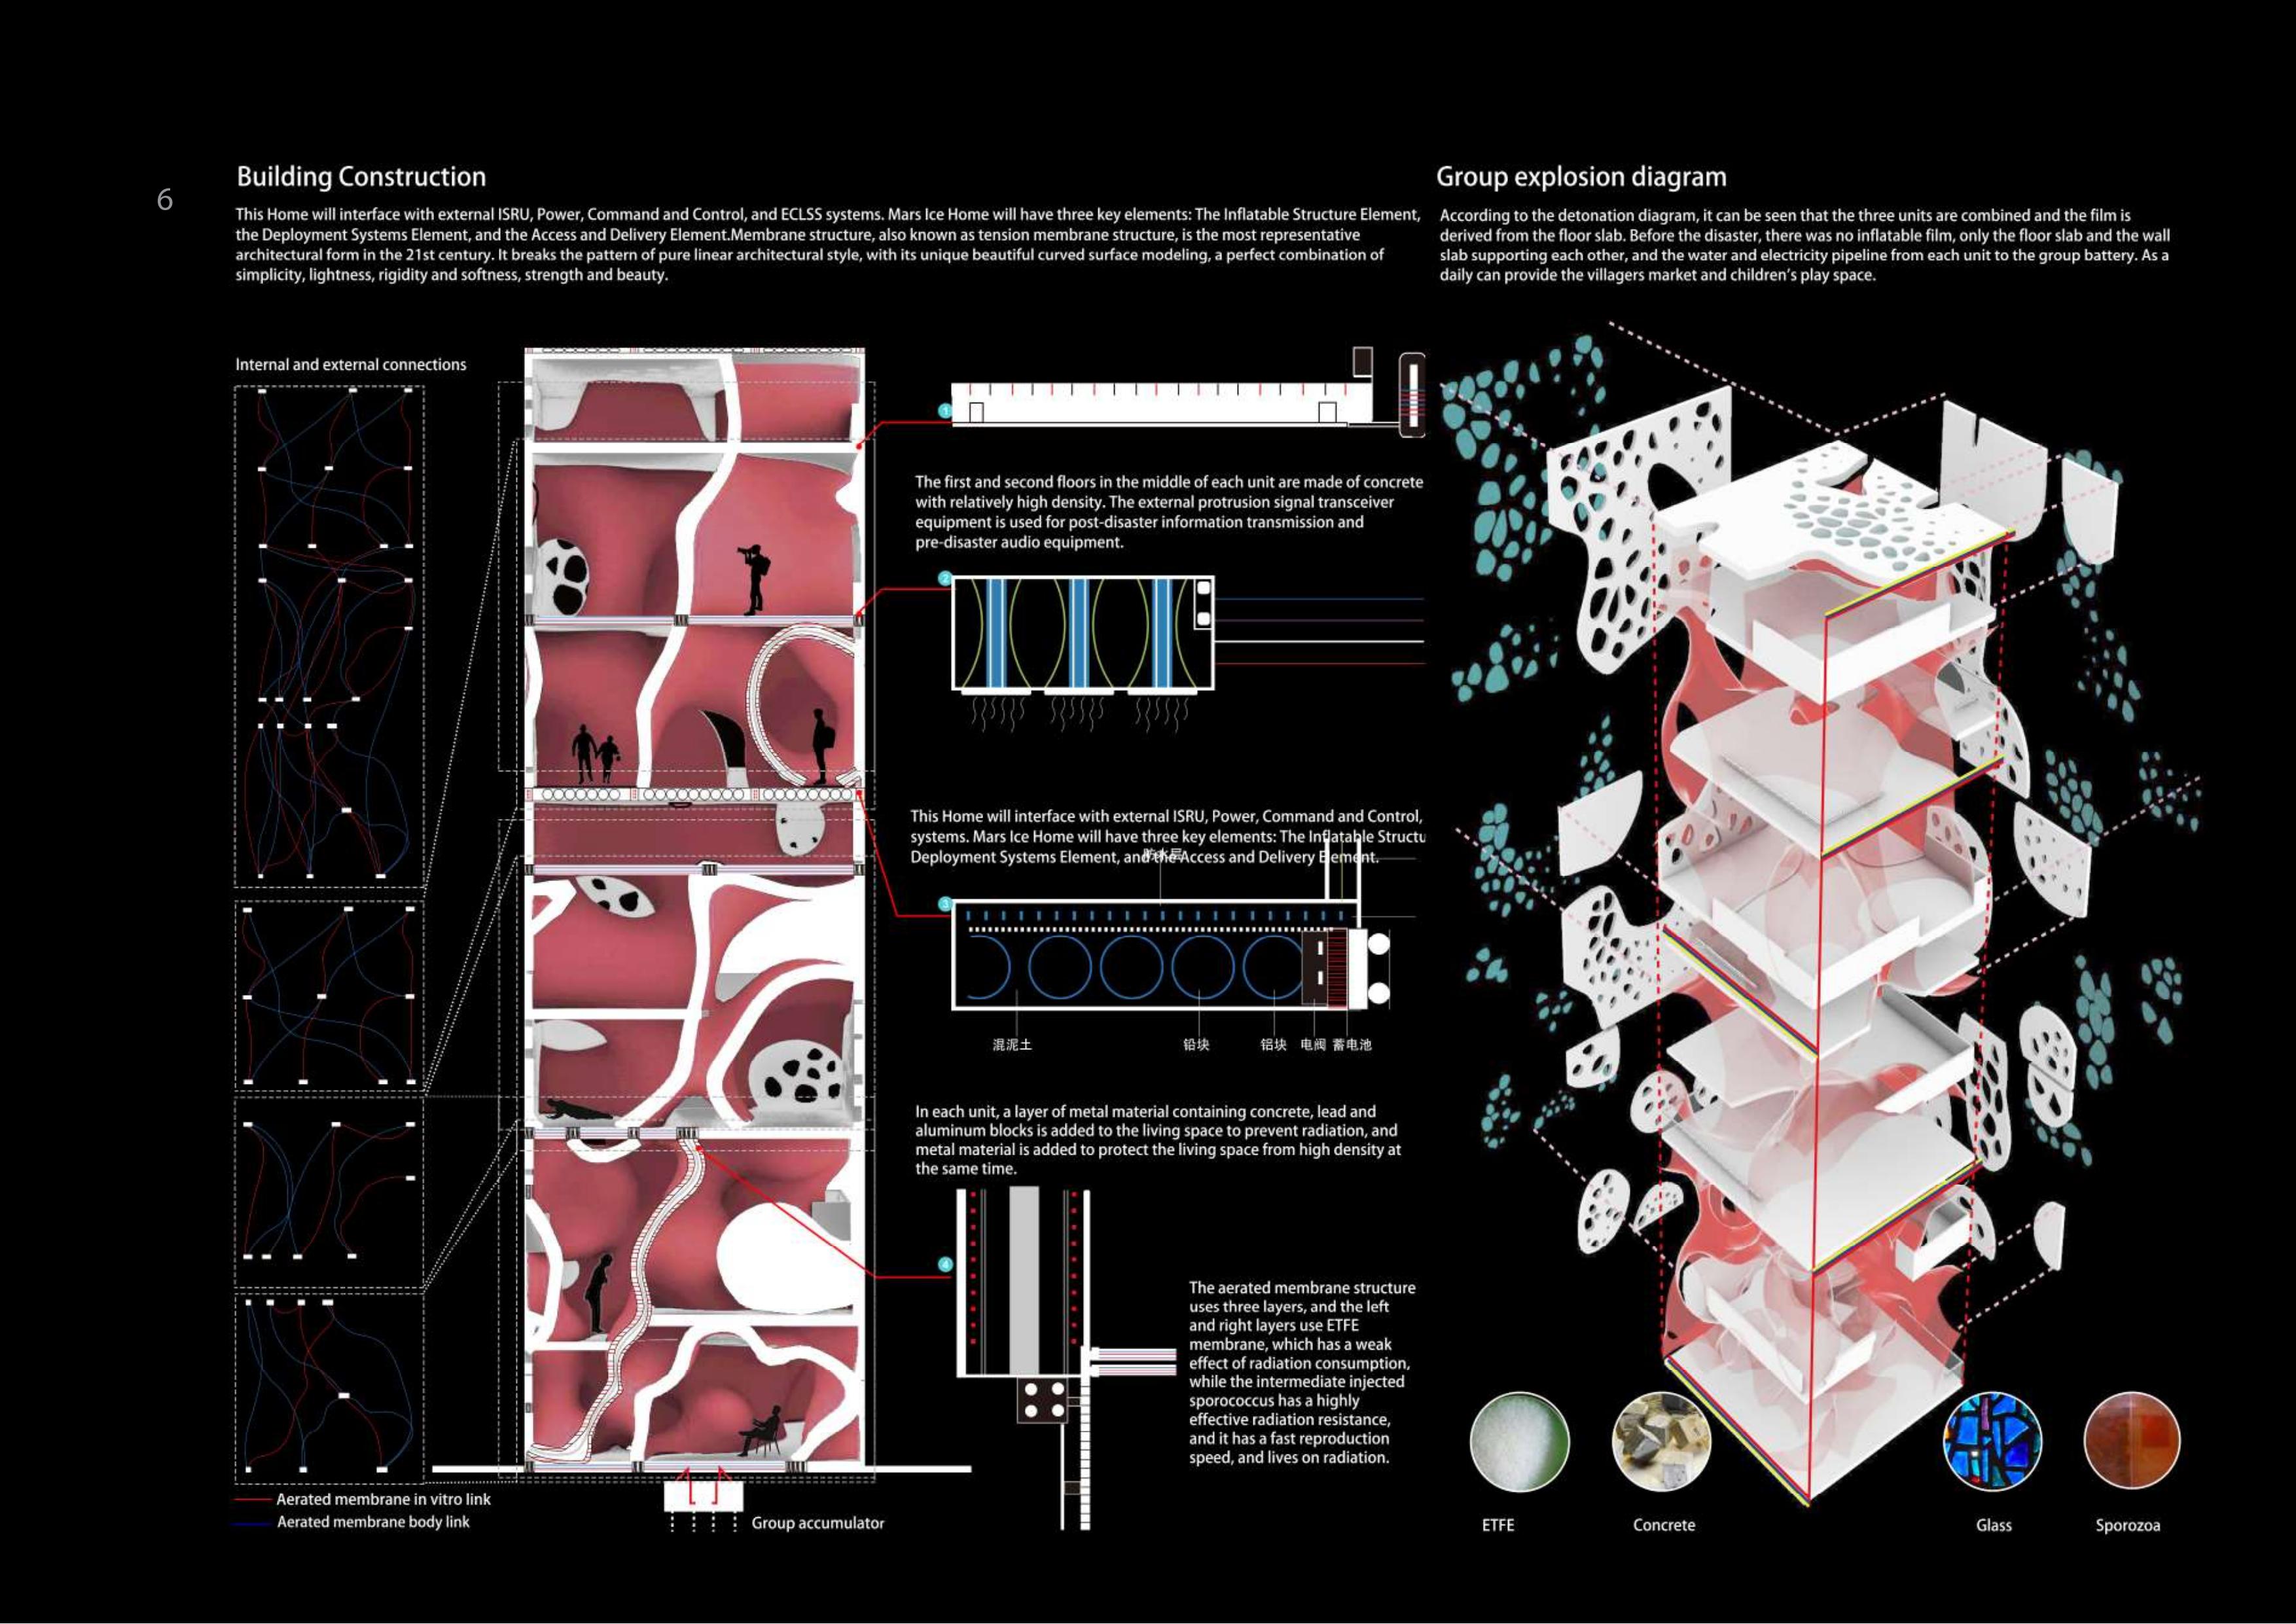 6
Building Construction
This Home will interface with external ISRU, Power, Command and Control, and ECLSS systems. Mars Ice Home will have three key elements: The Inflatable Structure Element,
the Deployment Systems Element, and the Access and Delivery Element.Membrane structure, also known as tension membrane structure, is the most representative
architectural form in the 21st century. It breaks the pattern of pure linear architectural style, with its unique beautiful curved surface modeling, a perfect combination of
simplicity, lightness, rigidity and softness, strength and beauty.
Group explosion diagram
According to the detonation diagram, it can be seen that the three units are combined and the film is
derived from the floor slab. Before the disaster, there was no inflatable film, only the floor slab and the wall
slab supporting each other, and the water and electricity pipeline from each unit to the group battery. As a
daily can provide the villagers market and children's play space.
Internal and external connections
1
The first and second floors in the middle of each unit are made of concrete
with relatively high density. The external protrusion signal transceiver
equipment is used for post-disaster information transmission and
pre-disaster audio equipment.
2
This Home will interface with external ISRU, Power, Command and Control,
systems. Mars Ice Home will have three key elements: The Inflatable Structu
Deployment Systems Element, and the Access and Delivery Element.
防水层
3
混泥土 铅块 铝块 电阀 蓄电池
In each unit, a layer of metal material containing concrete, lead and
aluminum blocks is added to the living space to prevent radiation, and
metal material is added to protect the living space from high density at
the same time.
4
The aerated membrane structure
uses three layers, and the left
and right layers use ETFE
membrane, which has a weak
effect of radiation consumption,
while the intermediate injected
sporococcus has a highly
effective radiation resistance,
and it has a fast reproduction
speed, and lives on radiation.
Aerated membrane in vitro link
Aerated membrane body link
Group accumulator
ETFE
Concrete
Glass
Sporozoa